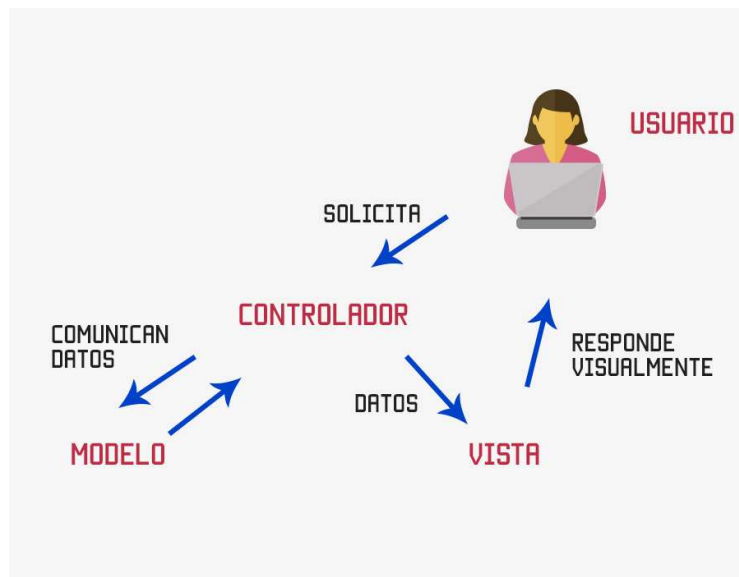 USUARIO
SOLICITA
CONTROLADOR
COMUNICAN
DATOS
RESPONDE
VISUALMENTE
DATOS
MODELO
VISTA